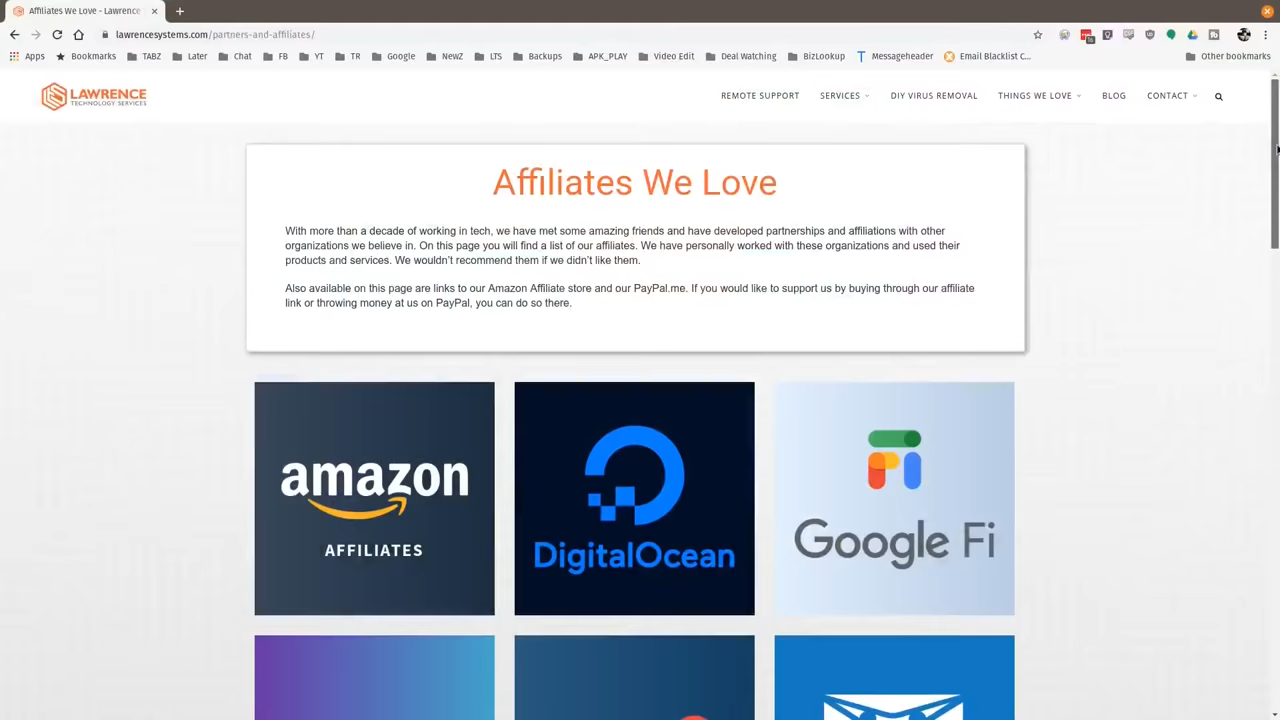 Affiliates We Love - Lawrence
lawrencesystems.com/partners-and-affiliates/
Apps Bookmarks TABZ Later Chat FB YT TR Google NewZ LTS Backups APK_PLAY Video Edit Deal Watching BizLookup Messageheader Email Blacklist C... Other bookmarks
LAWRENCE
TECHNOLOGY SERVICES
REMOTE SUPPORT SERVICES DIY VIRUS REMOVAL THINGS WE LOVE BLOG CONTACT
Affiliates We Love
With more than a decade of working in tech, we have met some amazing friends and have developed partnerships and affiliations with other
organizations we believe in. On this page you will find a list of our affiliates. We have personally worked with these organizations and used their
products and services. We wouldn't recommend them if we didn't like them.
Also available on this page are links to our Amazon Affiliate store and our PayPal.me. If you would like to support us by buying through our affiliate
link or throwing money at us on PayPal, you can do so there.
amazon
AFFILIATES
DigitalOcean
Google Fi